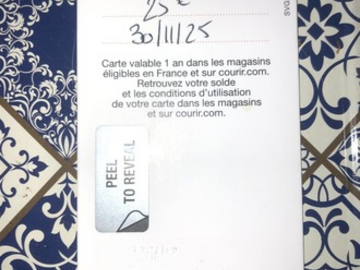 25 €
30/11/25
Carte valable 1 an dans les magasins
éligibles en France et sur courir.com.
Retrouvez votre solde
et les conditions d'utilisation
de votre carte dans les magasins
et sur courir.com.
PEEL
TO REVEAL
SVG